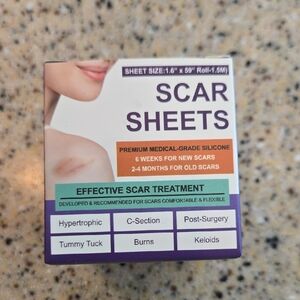 SHEET SIZE:1.6" x 59" Roll-1.5M)
SCAR
SHEETS
PREMIUM MEDICAL-GRADE SILICONE
6 WEEKS FOR NEW SCARS
2-4 MONTHS FOR OLD SCARS
EFFECTIVE SCAR TREATMENT
DEVELOPED & RECOMMENDED FOR SCARS COMFORTABLE & FLEXIBLE
Hypertrophic C-Section Post-Surgery
Tummy Tuck Burns Keloids